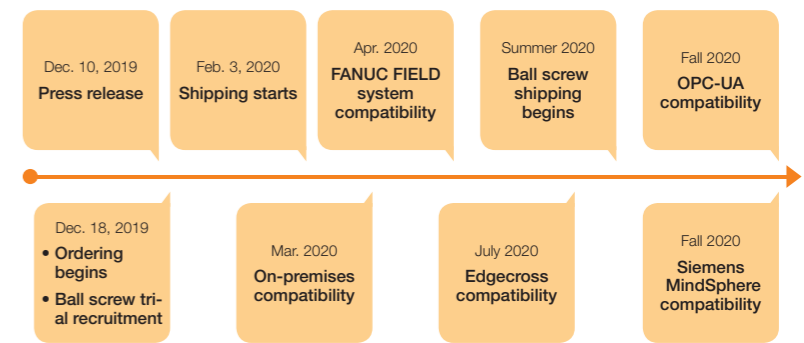 Dec. 10, 2019
Press release
Feb. 3, 2020
Shipping starts
Apr. 2020
FANUC FIELD
system
compatibility
Summer 2020
Ball screw
shipping
begins
Fall 2020
OPC-UA
compatibility
Dec. 18, 2019
• Ordering
begins
• Ball screw tri-
al recruitment
Mar. 2020
On-premises
compatibility
July 2020
Edgecross
compatibility
Fall 2020
Siemens
MindSphere
compatibility